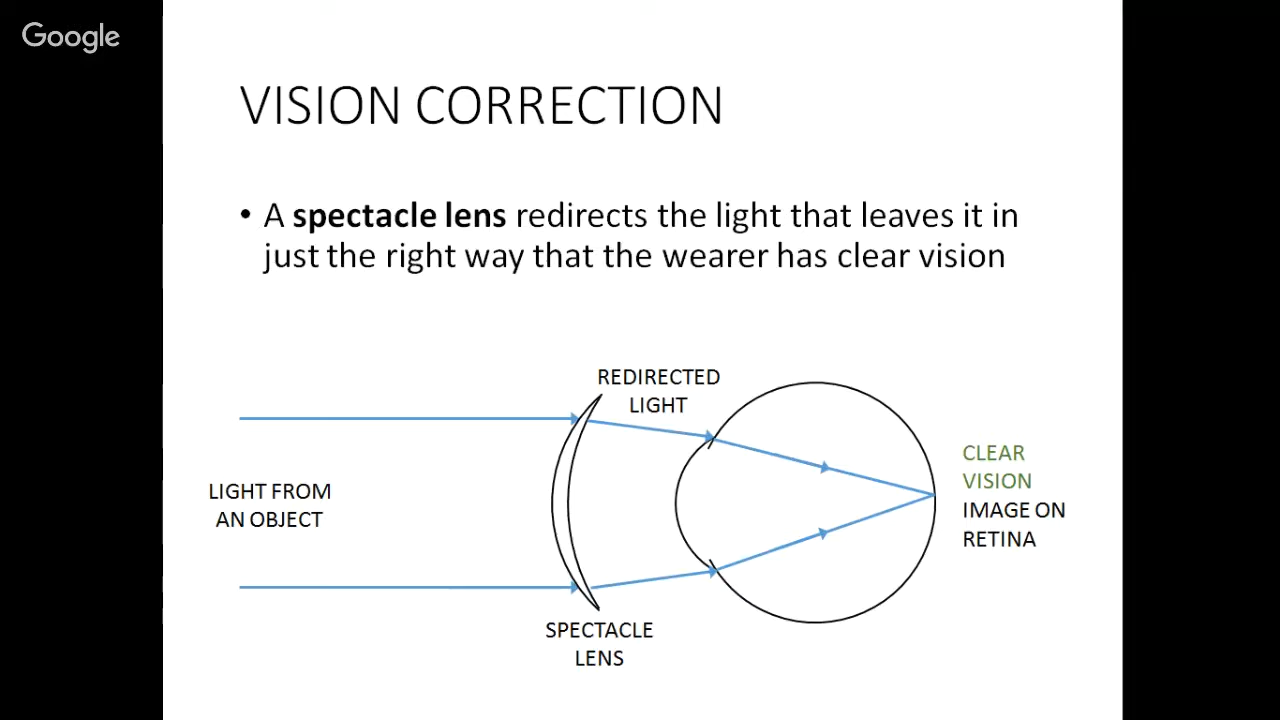 Google
VISION CORRECTION
• A spectacle lens redirects the light that leaves it in
just the right way that the wearer has clear vision
REDIRECTED
LIGHT
LIGHT FROM
AN OBJECT
CLEAR
VISION
IMAGE ON
RETINA
SPECTACLE
LENS